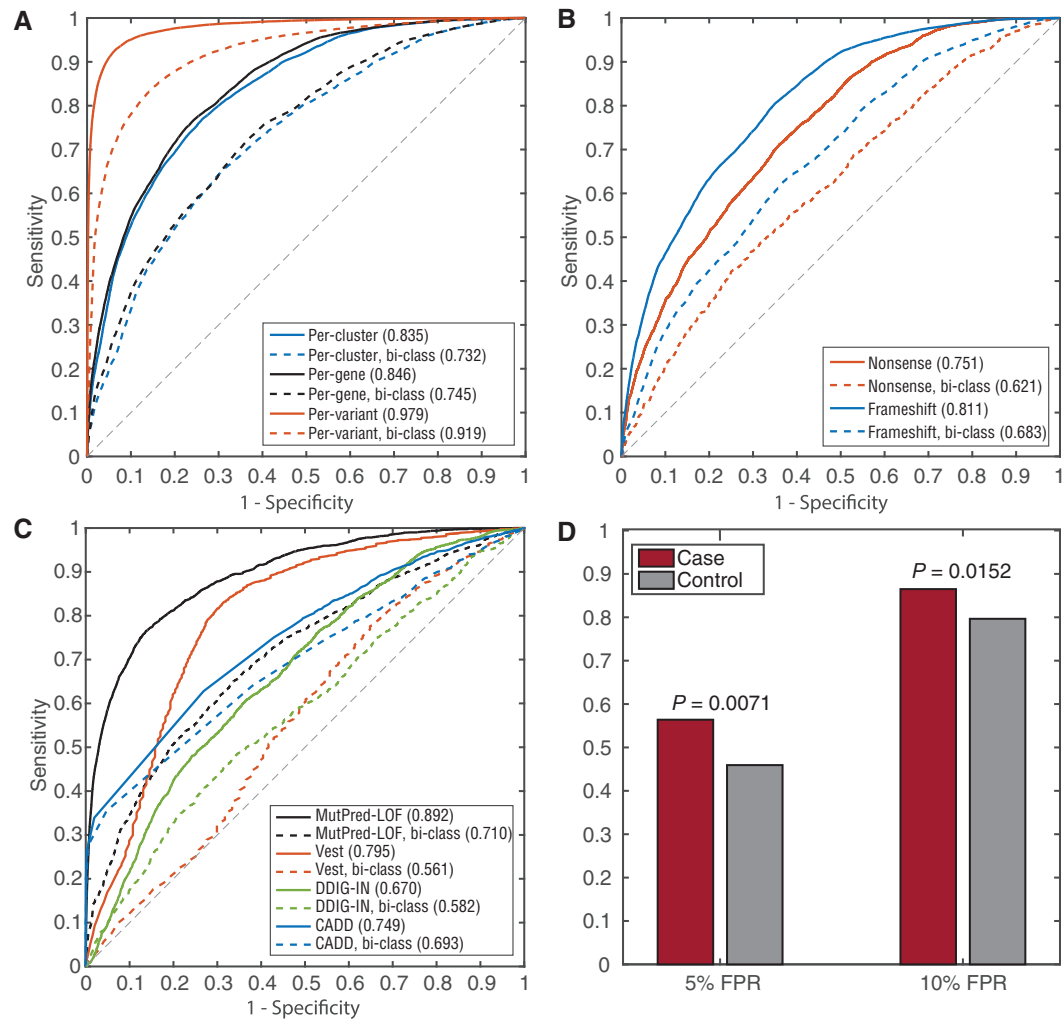 A
1
0.9
0.8
0.7
0.6
0.5
0.4
0.3
0.2
0.1
0
Sensitivity
0 0.1 0.2 0.3 0.4 0.5 0.6 0.7 0.8 0.9 1
1 - Specificity
Per-cluster (0.835)
Per-cluster, bi-class (0.732)
Per-gene (0.846)
Per-gene, bi-class (0.745)
Per-variant (0.979)
Per-variant, bi-class (0.919)
B
1
0.9
0.8
0.7
0.6
0.5
0.4
0.3
0.2
0.1
0
Sensitivity
0 0.1 0.2 0.3 0.4 0.5 0.6 0.7 0.8 0.9 1
1 - Specificity
Nonsense (0.751)
Nonsense, bi-class (0.621)
Frameshift (0.811)
Frameshift, bi-class (0.683)
C
1
0.9
0.8
0.7
0.6
0.5
0.4
0.3
0.2
0.1
0
Sensitivity
0 0.1 0.2 0.3 0.4 0.5 0.6 0.7 0.8 0.9 1
1 - Specificity
MutPred-LOF (0.892)
MutPred-LOF, bi-class (0.710)
Vest (0.795)
Vest, bi-class (0.561)
DDIG-IN (0.670)
DDIG-IN, bi-class (0.582)
CADD (0.749)
CADD, bi-class (0.693)
D
1
0.9
0.8
0.7
0.6
0.5
0.4
0.3
0.2
0.1
0
Case
Control
P = 0.0071
P = 0.0152
5% FPR
10% FPR